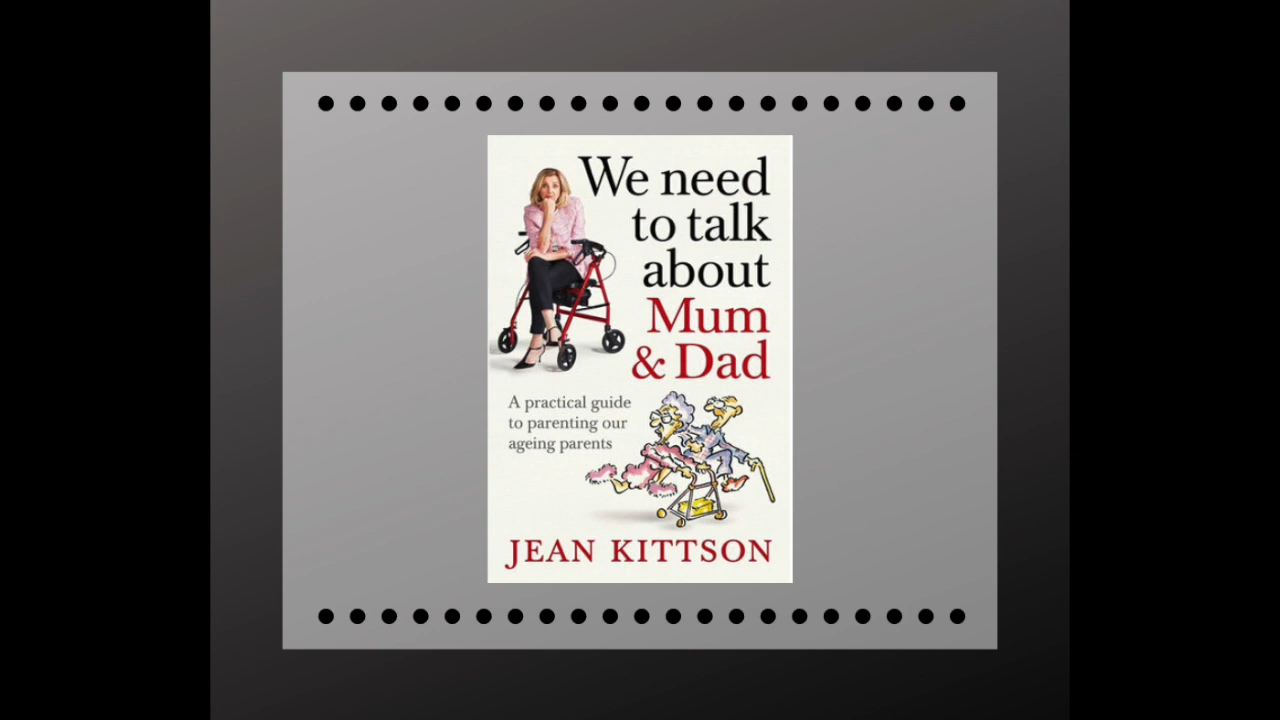 We need
to talk
about
Mum
& Dad
A practical guide
to parenting our
ageing parents
JEAN KITTSON